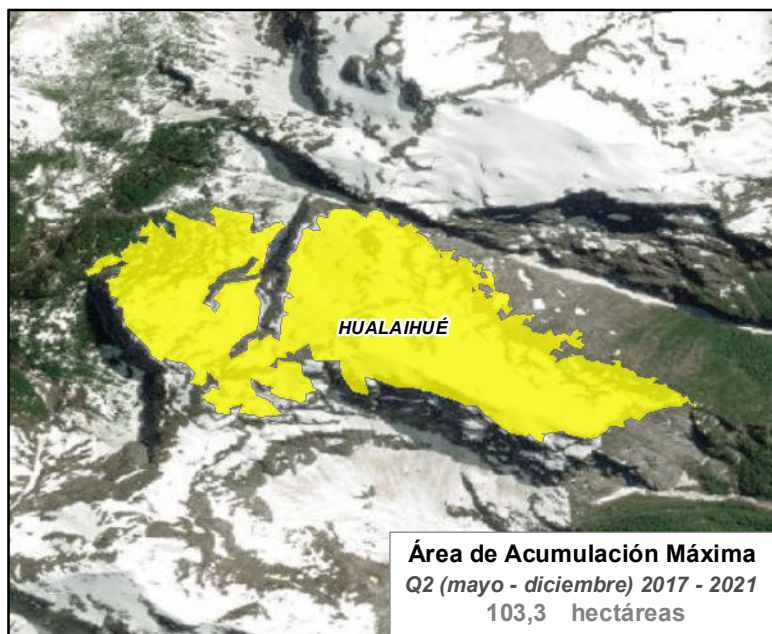 HUALAIHUÉ
Área de Acumulación Máxima
Q2 (mayo - diciembre) 2017 - 2021
103,3 hectáreas